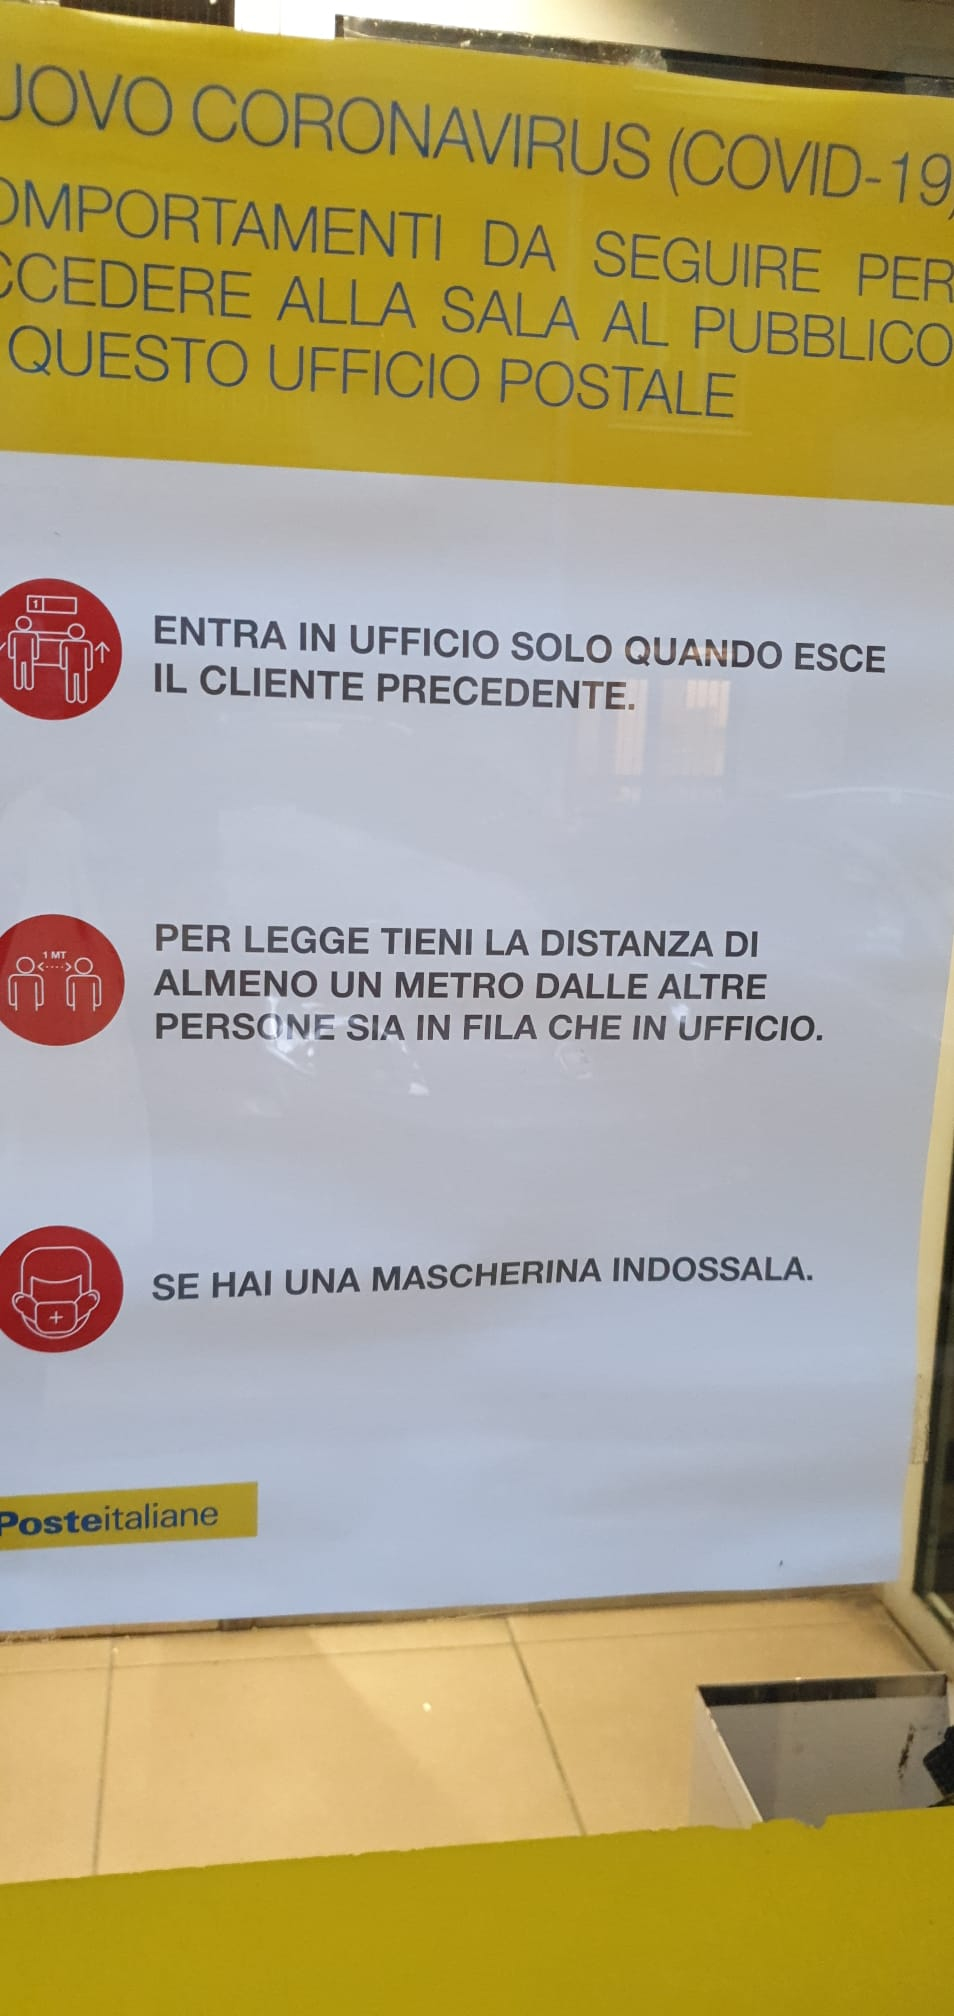 UOVO CORONAVIRUS (COVID-19)
OMPORTAMENTI DA SEGUIRE PER
CCEDERE ALLA SALA AL PUBBLICO
QUESTO UFFICIO POSTALE
1
ENTRA IN UFFICIO SOLO QUANDO ESCE
IL CLIENTE PRECEDENTE.
1 MT
PER LEGGE TIENI LA DISTANZA DI
ALMENO UN METRO DALLE ALTRE
PERSONE SIA IN FILA CHE IN UFFICIO.
SE HAI UNA MASCHERINA INDOSSALA.
Posteitaliane